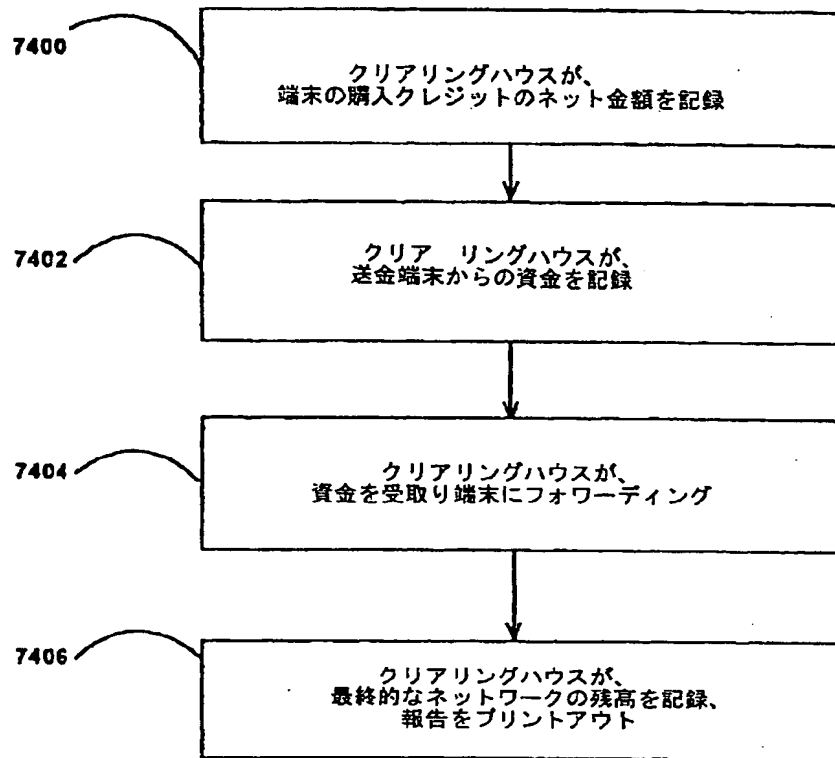 7400
クリアリングハウスが、
端末の購入クレジットのネット金額を記録
7402
クリア　リングハウスが、
送金端末からの資金を記録
7404
クリアリングハウスが、
資金を受取り端末にフォワーディング
7406
クリアリングハウスが、
最終的なネットワークの残高を記録、
報告をプリントアウト